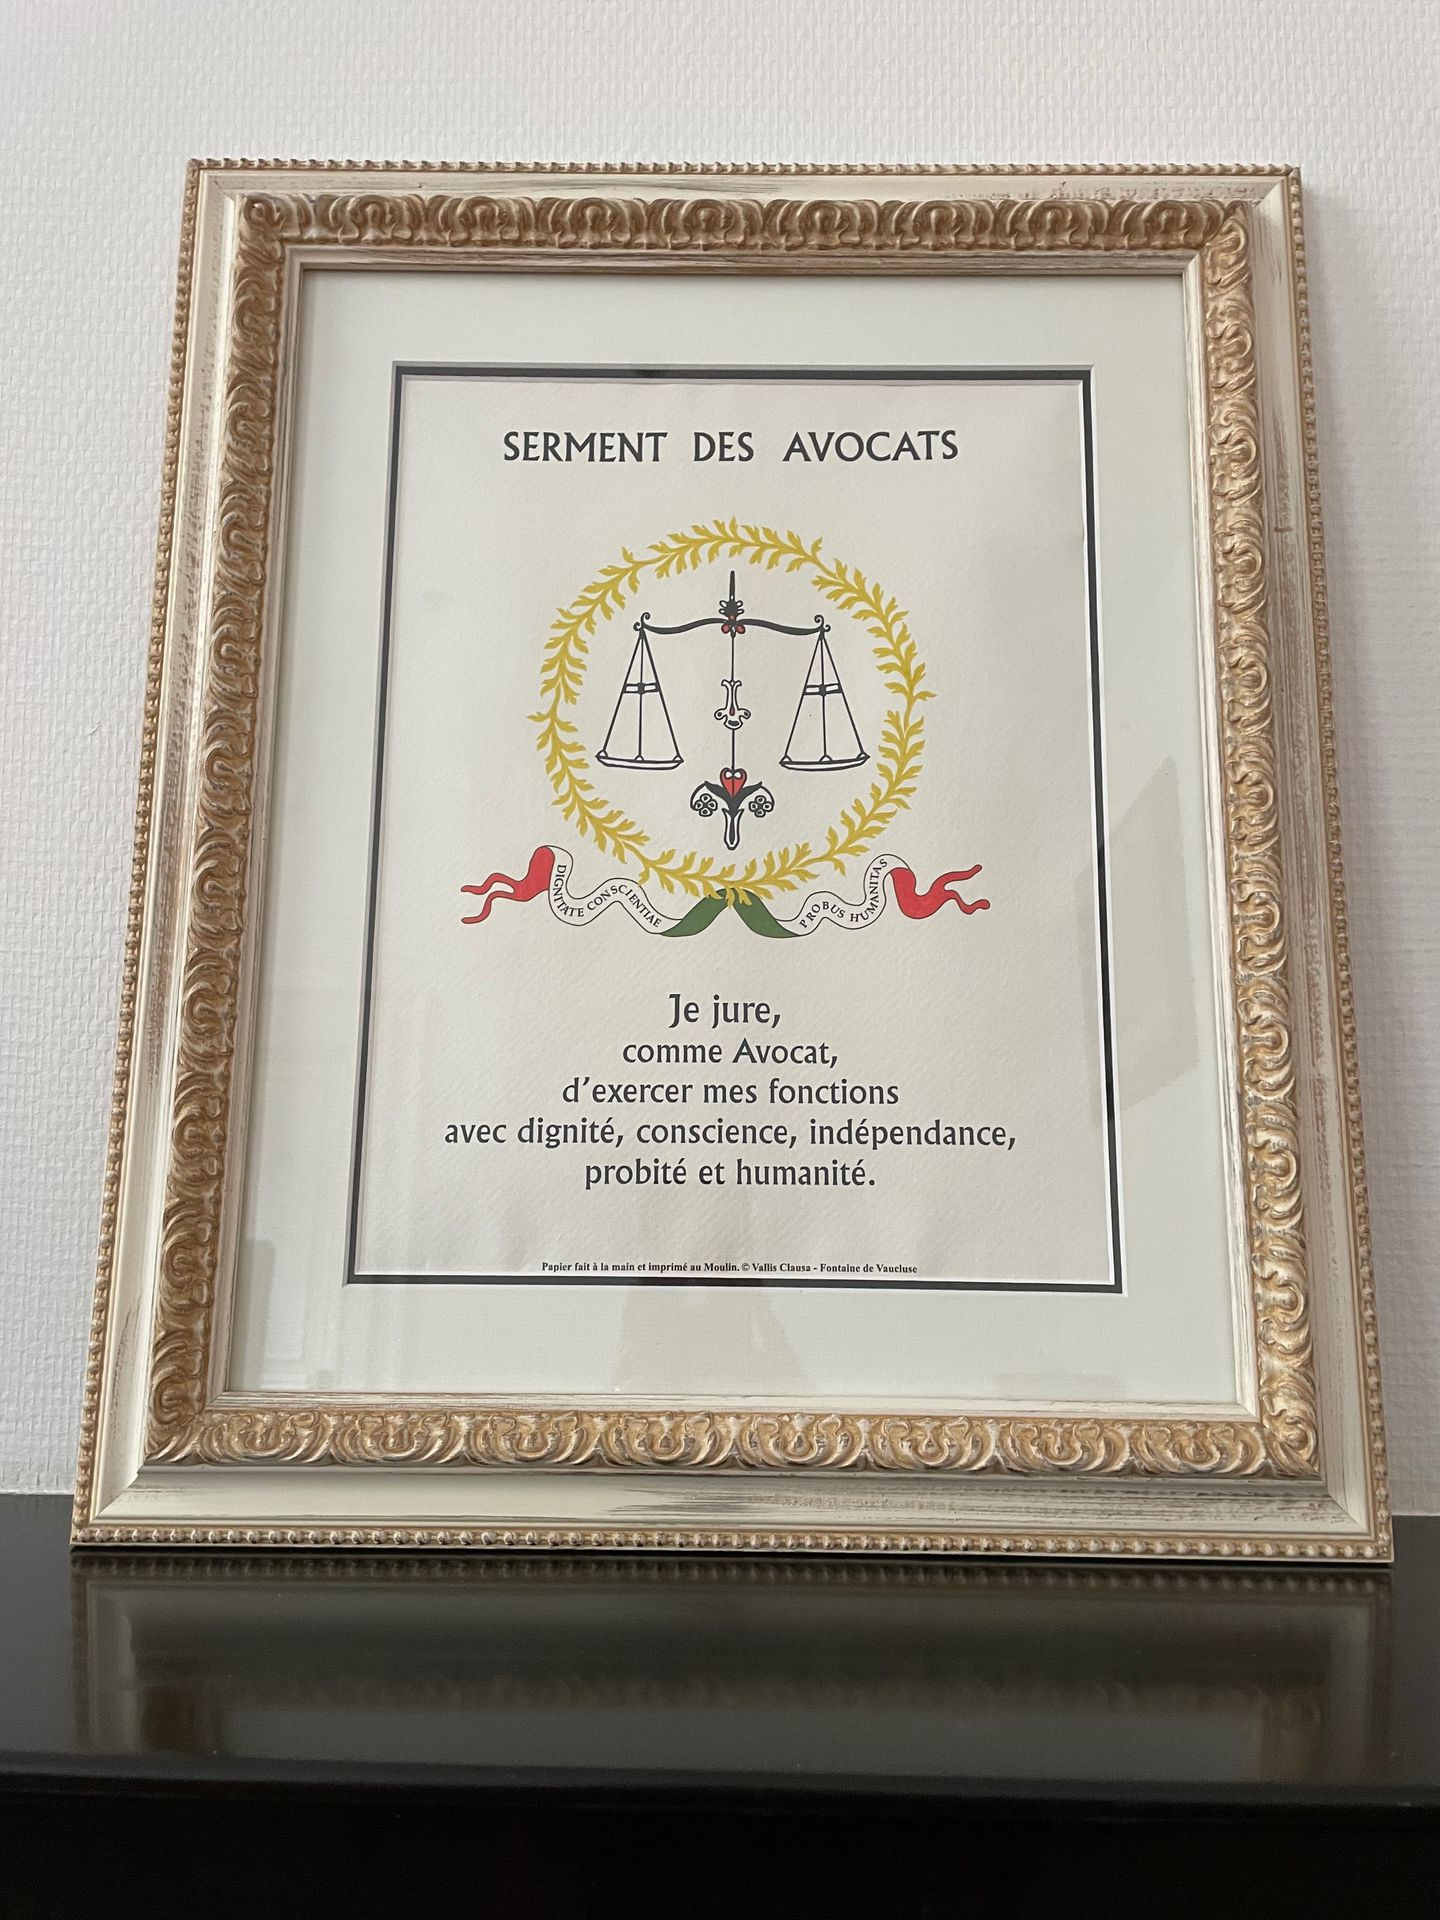 SERMENT DES AVOCATS
DIGNITATE CONSCIENTIAE
PROBUS HUMANITAS
Je jure,
comme Avocat,
d'exercer mes fonctions
avec dignité, conscience, indépendance,
probité et humanité.
Papier fait à la main et imprimé au Moulin. © Vallis Clausa - Fontaine de Vaucluse